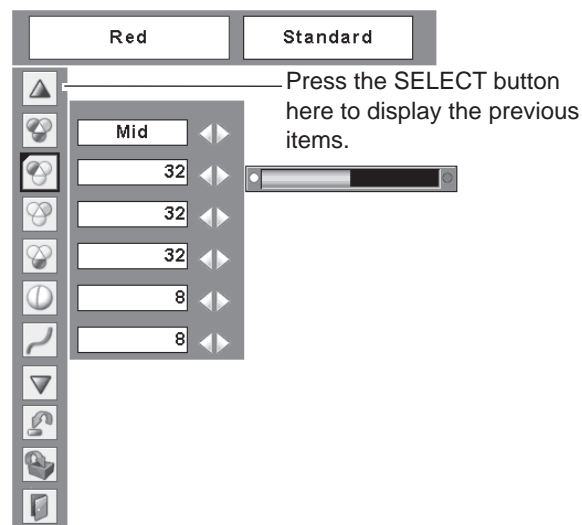 Red Standard
Press the SELECT button
here to display the previous
items.
Mid
32
32
32
8
8